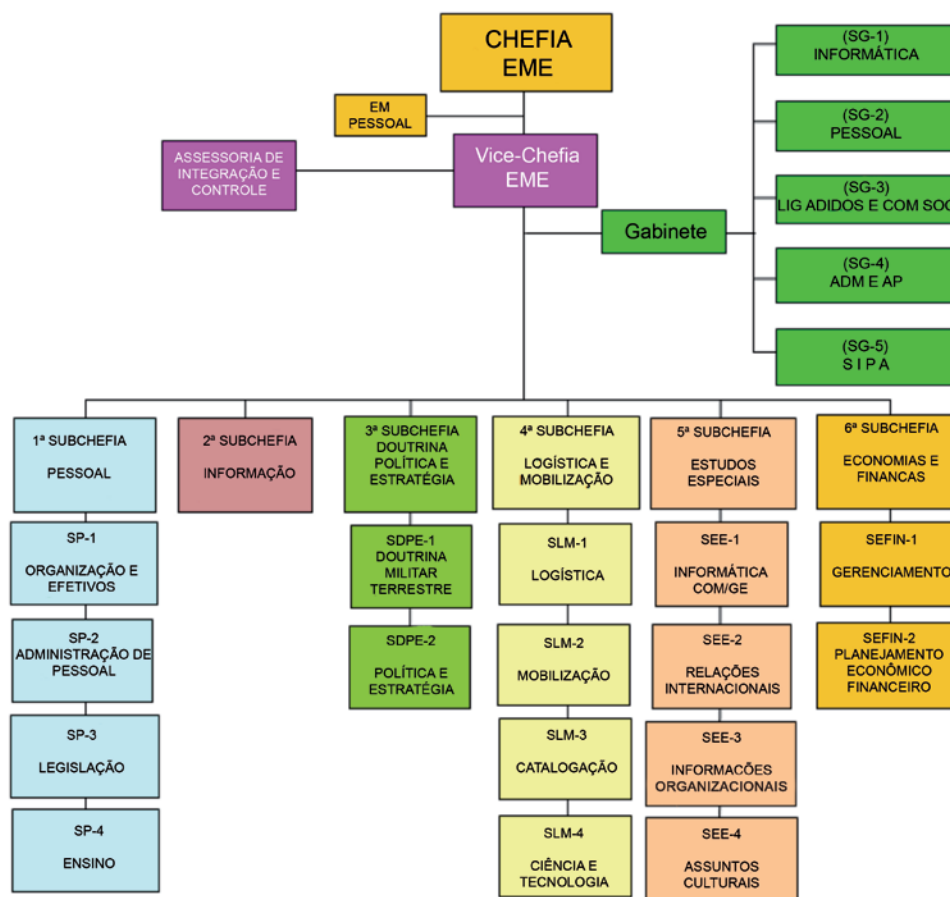 CHEFIA
EME
EM
PESSOAL
ASSESSORIA DE
INTEGRAÇÃO E
CONTROLE
Vice-Chefia
EME
Gabinete
(SG-1)
INFORMÁTICA
(SG-2)
PESSOAL
(SG-3)
LIG ADIDOS E COM SOC
(SG-4)
ADM E AP
(SG-5)
S I P A
1ª SUBCHEFIA
PESSOAL
SP-1
ORGANIZAÇÃO E
EFETIVOS
SP-2
ADMINISTRAÇÃO DE
PESSOAL
SP-3
LEGISLAÇÃO
SP-4
ENSINO
2ª SUBCHEFIA
INFORMAÇÃO
3ª SUBCHEFIA
DOUTRINA
POLÍTICA E
ESTRATÉGIA
SDPE-1
DOUTRINA
MILITAR
TERRESTRE
SDPE-2
POLÍTICA E
ESTRATÉGIA
4ª SUBCHEFIA
LOGÍSTICA E
MOBILIZAÇÃO
SLM-1
LOGÍSTICA
SLM-2
MOBILIZAÇÃO
SLM-3
CATALOGAÇÃO
SLM-4
CIÊNCIA E
TECNOLOGIA
5ª SUBCHEFIA
ESTUDOS
ESPECIAIS
SEE-1
INFORMÁTICA
COM/GE
SEE-2
RELAÇÕES
INTERNACIONAIS
SEE-3
INFORMACÕES
ORGANIZACIONAIS
SEE-4
ASSUNTOS
CULTURAIS
6ª SUBCHEFIA
ECONOMIAS E
FINANCAS
SEFIN-1
GERENCIAMENTO
SEFIN-2
PLANEJAMENTO
ECONÔMICO
FINANCEIRO